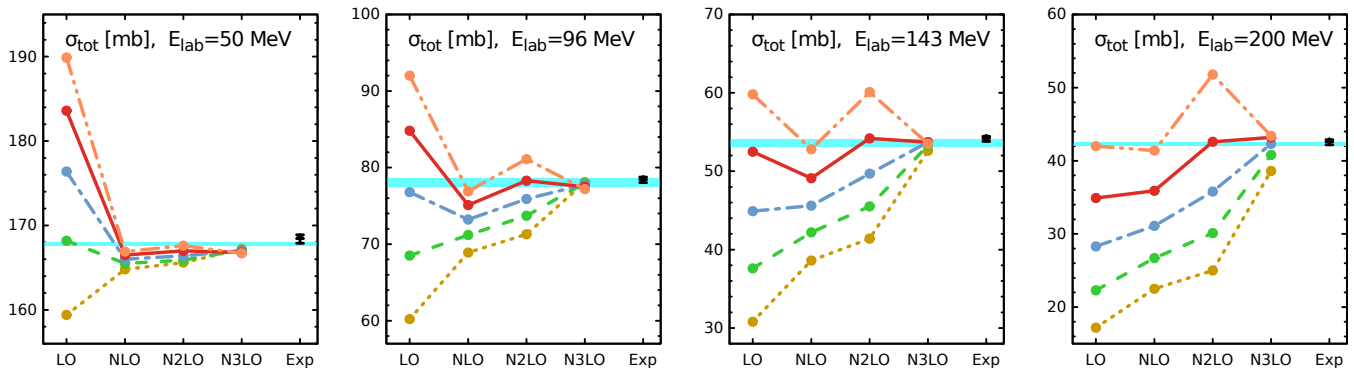 σtot [mb], Elab=50 MeV
190
180
170
160
LO NLO N2LO N3LO Exp
σtot [mb], Elab=96 MeV
100
90
80
70
60
LO NLO N2LO N3LO Exp
σtot [mb], Elab=143 MeV
70
60
50
40
30
LO NLO N2LO N3LO Exp
σtot [mb], Elab=200 MeV
60
50
40
30
20
LO NLO N2LO N3LO Exp